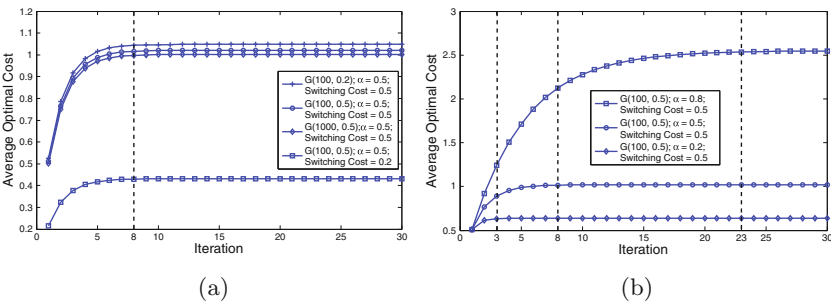 1.2
1.1
1
0.9
0.8
0.7
0.6
0.5
0.4
0.3
0.2
Average Optimal Cost
0
5
8
10
15
20
25
30
Iteration
G(100, 0.2); α = 0.5;
Switching Cost = 0.5
G(100, 0.5); α = 0.5;
Switching Cost = 0.5
G(1000, 0.5);α = 0.5;
Switching Cost = 0.5
G(100, 0.5); α = 0.5;
Switching Cost = 0.2
(a)
3
2.5
2
1.5
1
0.5
Average Optimal Cost
0
3
5
8
10
15
20
23
25
30
Iteration
G(100, 0.5); α = 0.8;
Switching Cost = 0.5
G(100, 0.5); α = 0.5;
Switching Cost = 0.5
G(100, 0.5); α = 0.2;
Switching Cost = 0.5
(b)